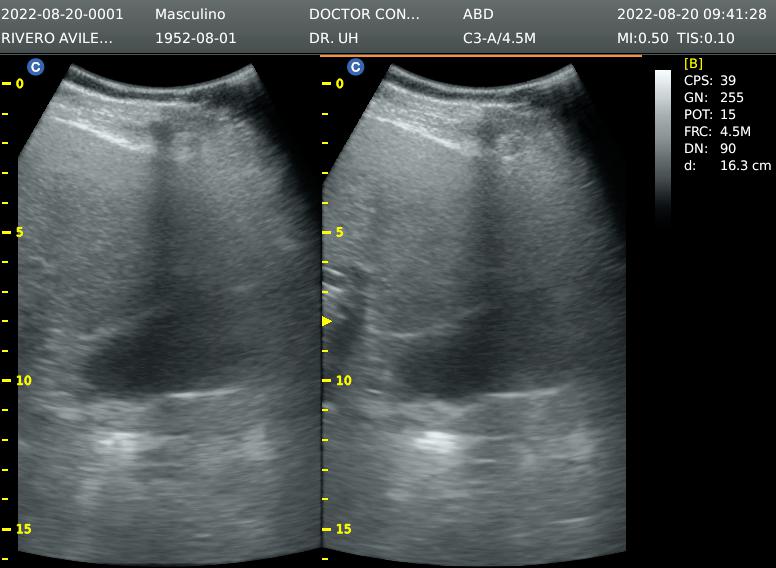 2022-08-20-0001 Masculino DOCTOR CON... ABD 2022-08-20 09:41:28
RIVERO AVILE... 1952-08-01 DR. UH C3-A/4.5M MI:0.50 TIS:0.10
C C [B]
0 0 CPS: 39
GN: 255
POT: 15
FRC: 4.5M
DN: 90
d: 16.3 cm
5 5
10 10
15 15